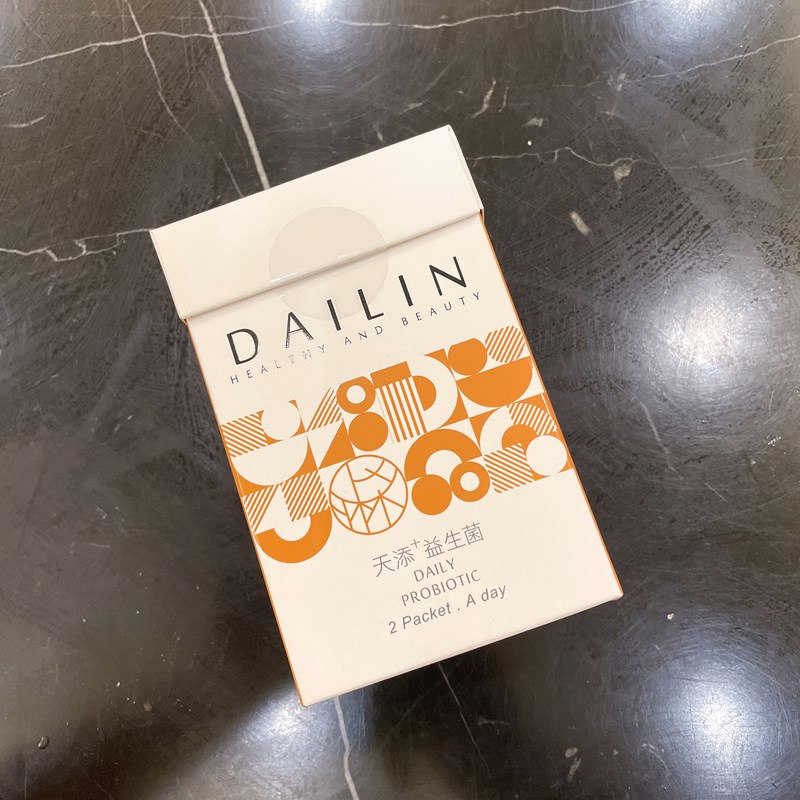 DAILIN
HEALTHY AND BEAUTY
天添+益生菌
DAILY
PROBIOTIC
2 Packet . A day